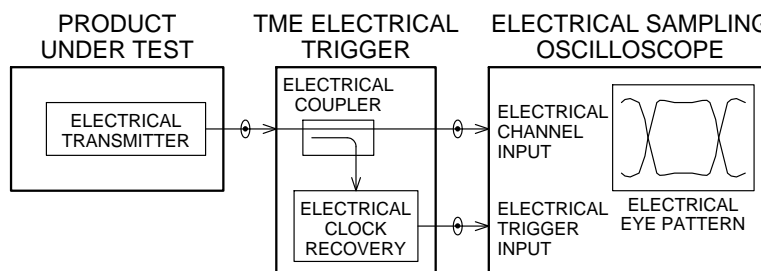 PRODUCT
UNDER TEST
TME ELECTRICAL
TRIGGER
ELECTRICAL SAMPLING
OSCILLOSCOPE
ELECTRICAL
TRANSMITTER
ELECTRICAL
COUPLER
ELECTRICAL
CLOCK
RECOVERY
ELECTRICAL
CHANNEL
INPUT
ELECTRICAL
TRIGGER
INPUT
ELECTRICAL
EYE PATTERN